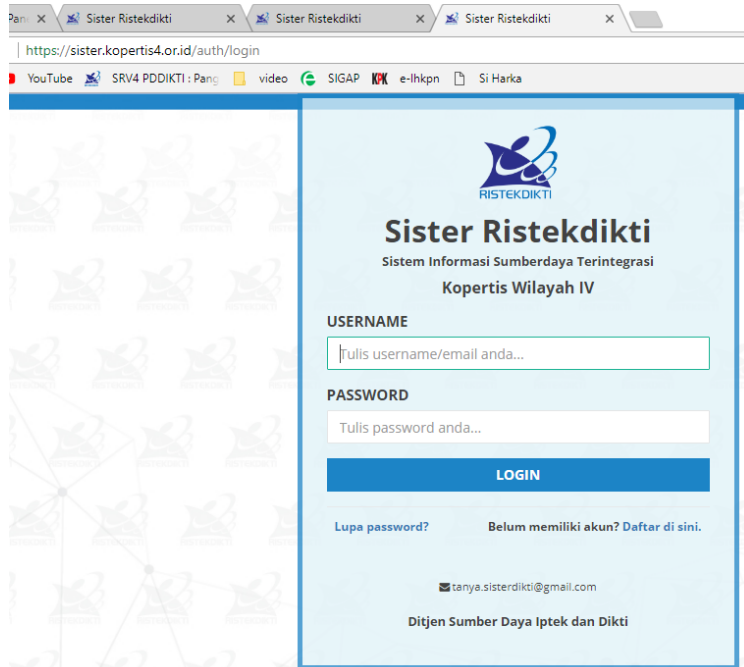 Pan
Sister Ristekdikti
Sister Ristekdikti
Sister Ristekdikti
https://sister.kopertis4.or.id/auth/login
YouTube SRV4 PDDIKTI : Pang video SIGAP KPK e-lhkpn Si Harka
RISTEKDIKTI
Sister Ristekdikti
Sistem Informasi Sumberdaya Terintegrasi
Kopertis Wilayah IV
USERNAME
Tulis username/email anda...
PASSWORD
Tulis password anda...
LOGIN
Lupa password? Belum memiliki akun? Daftar di sini.
tanya.sisterdikti@gmail.com
Ditjen Sumber Daya Iptek dan Dikti